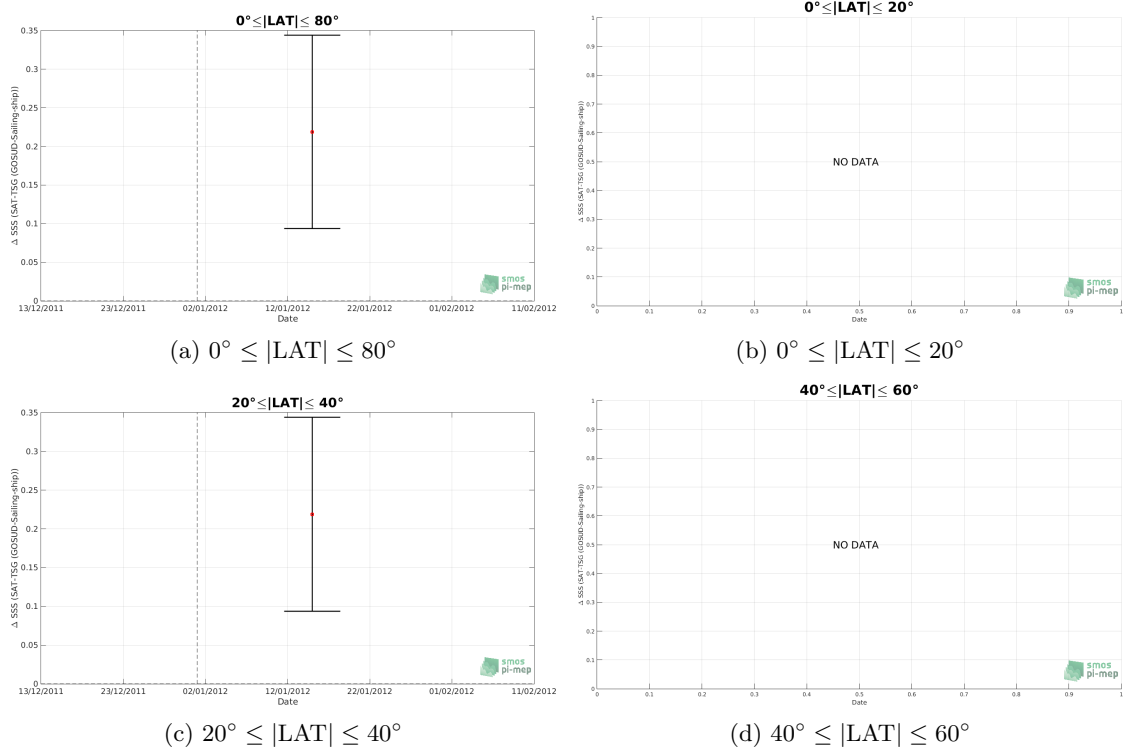 0°≤|LAT|≤ 80°
Δ SSS (SAT-TSG (GOSUD-Sailing-ship))
0.35
0.3
0.25
0.2
0.15
0.1
0.05
0
13/12/2011 23/12/2011 02/01/2012 12/01/2012 22/01/2012 01/02/2012 11/02/2012
Date
smos
pi-mep
(a) 0° ≤ |LAT| ≤ 80°
0°≤|LAT|≤ 20°
Δ SSS (SAT-TSG (GOSUD-Sailing-ship))
1
0.9
0.8
0.7
0.6
0.5
0.4
0.3
0.2
0.1
0
NO DATA
0 0.1 0.2 0.3 0.4 0.5 0.6 0.7 0.8 0.9 1
Date
smos
pi-mep
(b) 0° ≤ |LAT| ≤ 20°
20°≤|LAT|≤ 40°
Δ SSS (SAT-TSG (GOSUD-Sailing-ship))
0.35
0.3
0.25
0.2
0.15
0.1
0.05
0
13/12/2011 23/12/2011 02/01/2012 12/01/2012 22/01/2012 01/02/2012 11/02/2012
Date
smos
pi-mep
(c) 20° ≤ |LAT| ≤ 40°
40°≤|LAT|≤ 60°
Δ SSS (SAT-TSG (GOSUD-Sailing-ship))
1
0.9
0.8
0.7
0.6
0.5
0.4
0.3
0.2
0.1
0
NO DATA
0 0.1 0.2 0.3 0.4 0.5 0.6 0.7 0.8 0.9 1
Date
smos
pi-mep
(d) 40° ≤ |LAT| ≤ 60°